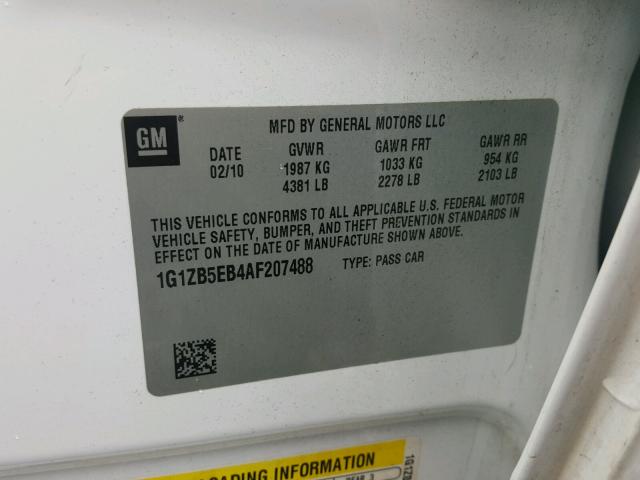 GM
MFD BY GENERAL MOTORS LLC
DATE GVWR GAWR FRT GAWR RR
02/10 1987 KG 1033 KG 954 KG
4381 LB 2278 LB 2103 LB
THIS VEHICLE CONFORMS TO ALL APPLICABLE U.S. FEDERAL MOTOR
VEHICLE SAFETY, BUMPER, AND THEFT PREVENTION STANDARDS IN
EFFECT ON THE DATE OF MANUFACTURE SHOWN ABOVE.
1G1ZB5EB4AF207488 TYPE: PASS CAR
LOADING INFORMATION